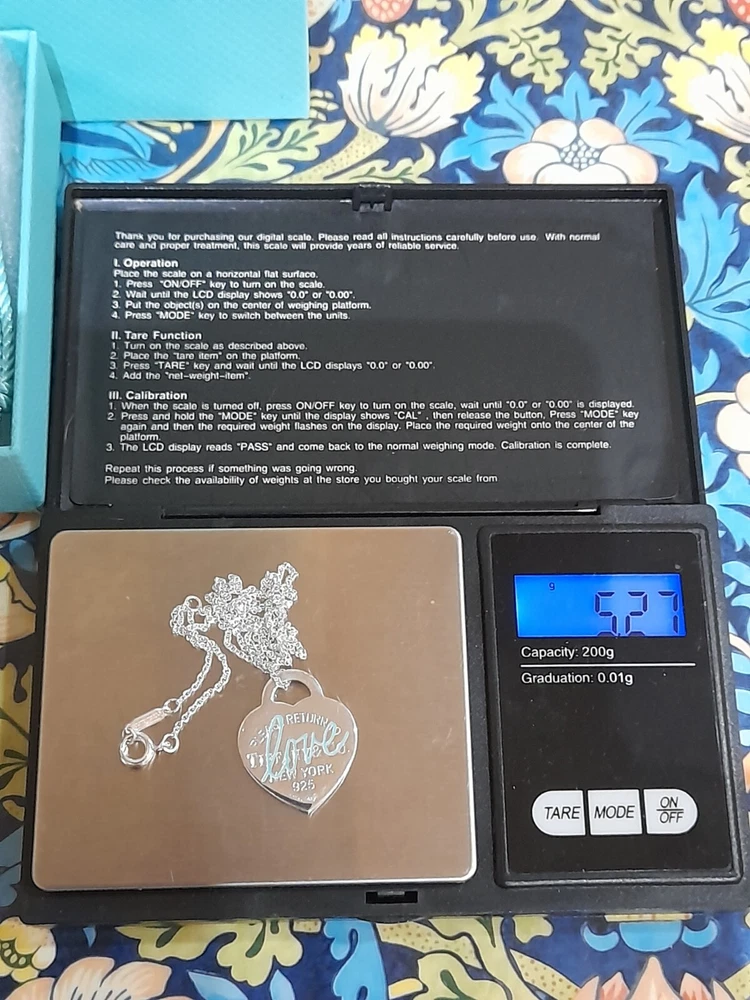 Thank you for purchasing our digital scale. Please read all instructions carefully before use. With normal
care and proper treatment, this scale will provide years of reliable service.
I. Operation
Place the scale on a horizontal flat surface.
1. Press "ON/OFF" key to turn on the scale.
2. Wait until the LCD display shows "0.0" or "0.00".
3. Put the object(s) on the center of weighing platform.
4. Press "MODE" key to switch between the units.
II. Tare Function
1. Turn on the scale as described above.
2. Place the "tare item" on the platform.
3. Press "TARE" key and wait until the LCD displays "0.0" or "0.00".
4. Add the "net-weight-item".
III. Calibration
1. When the scale is turned off, press ON/OFF key to turn on the scale, wait until "0.0" or "0.00" is displayed.
2. Press and hold the "MODE" key until the display shows "CAL" , then release the button, Press "MODE" key
again and then the required weight flashes on the display. Place the required weight onto the center of the
platform.
3. The LCD display reads "PASS" and come back to the normal weighing mode. Calibration is complete.
Repeat this process if something was going wrong.
Please check the availability of weights at the store you bought your scale from
g
5.27
Capacity: 200g
Graduation: 0.01g
TARE
MODE
ON
OFF
RETURN
love
& Co.
NEW YORK
925